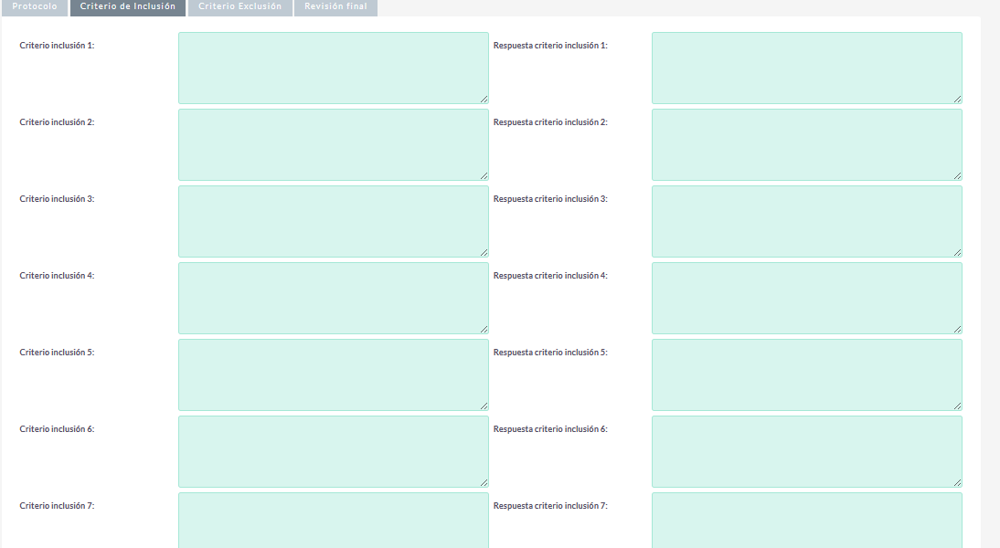 Protocolo Criterio de Inclusión Criterio Exclusión Revisión final
Criterio inclusión 1: Respuesta criterio inclusión 1:
Criterio inclusión 2: Respuesta criterio inclusión 2:
Criterio inclusión 3: Respuesta criterio inclusión 3:
Criterio inclusión 4: Respuesta criterio inclusión 4:
Criterio inclusión 5: Respuesta criterio inclusión 5:
Criterio inclusión 6: Respuesta criterio inclusión 6:
Criterio inclusión 7: Respuesta criterio inclusión 7: